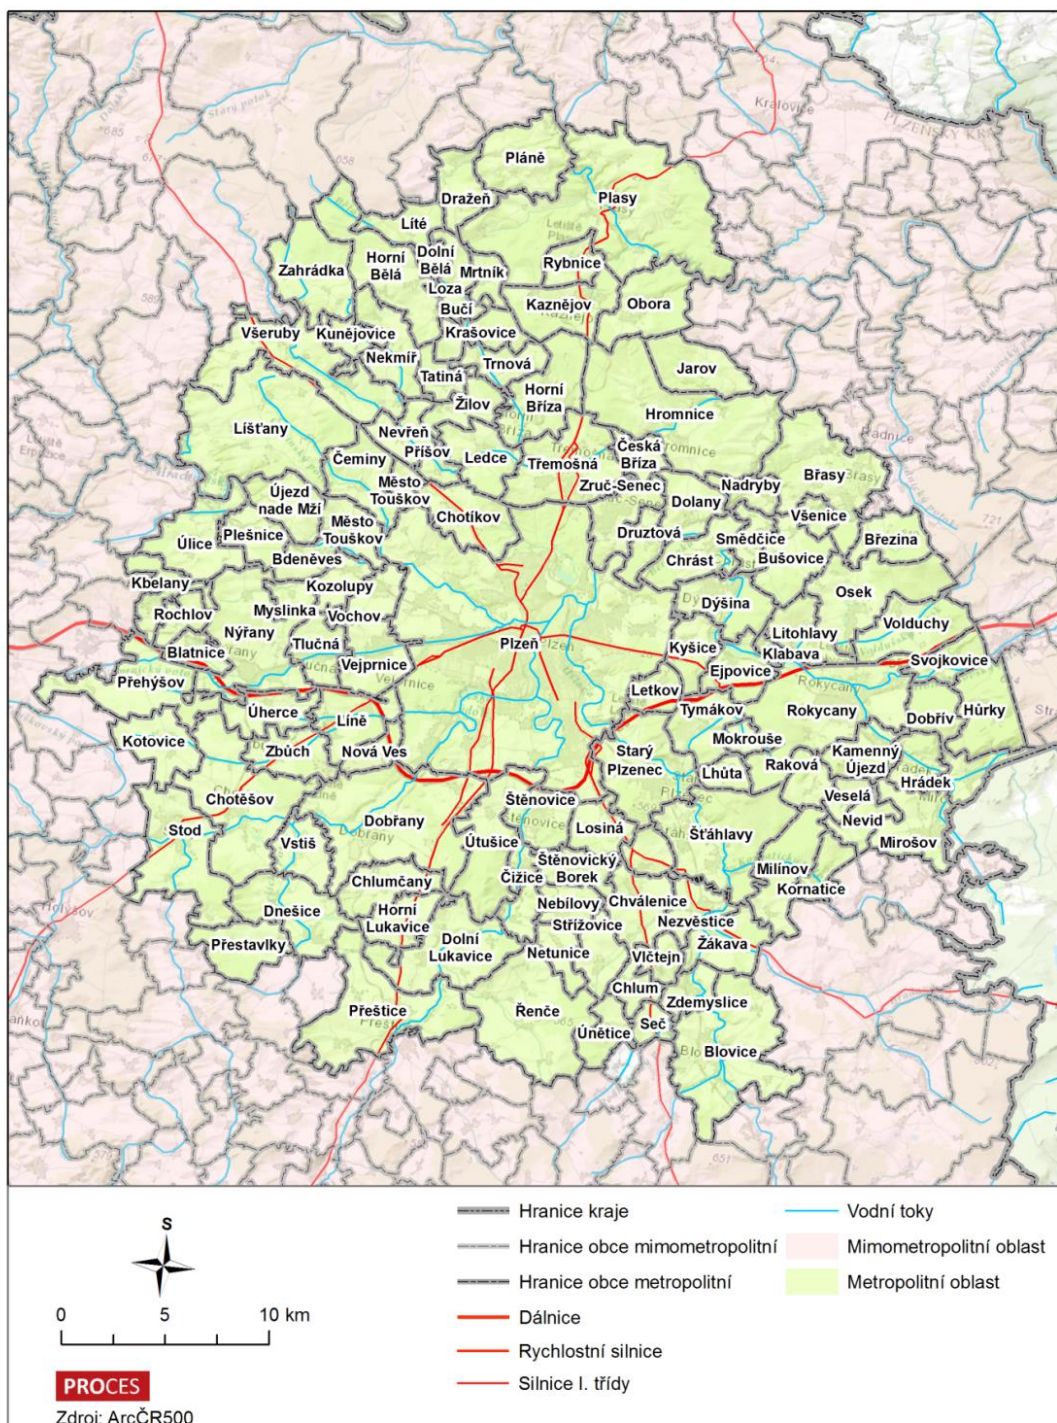 Kralovice
PLZEŇSKÝ KRAJ
Pláně
Dražeň
Plasy
Líté
Zahrádka
Horní
Bělá
Dolní
Bělá
Mrtník
Rybnice
Loza
Bučí
Kaznějov
Obora
Všeruby
Kunějovice
Krašovice
Nekmíř
Trnová
Jarov
Tatiná
Žilov
Horní
Bříza
Hromnice
Líšťany
Nevřeň
Příšov
Ledce
Třemošná
Česká
Bříza
Čeminy
Město
Touškov
Zruč-Senec
Nadryby
Břasy
Újezd
nade Mží
Chotíkov
Dolany
Všenice
Úlice
Plešnice
Město
Touškov
Druztová
Smědčice
Březina
Bdeněves
Chrást
Bušovice
Kbelany
Kozolupy
Osek
Rochlov
Myslinka
Vochov
Dýšina
Nýřany
Tlučná
Plzeň
Litohlavy
Volduchy
Blatnice
Vejprnice
Kyšice
Klabava
Svojkovice
Přehýšov
Ejpovice
Letkov
Úherce
Líně
Tymákov
Rokycany
Dobřív
Hůrky
Kotovice
Zbůch
Nová Ves
Starý
Plzenec
Mokrouše
Kamenný
Újezd
Lhůta
Raková
Hrádek
Chotěšov
Štěnovice
Veselá
Stod
Dobřany
Losiná
Šťáhlavy
Nevid
Vstiš
Útušice
Mirošov
Štěnovický
Borek
Milínov
Chlumčany
Čižice
Kornatice
Dnešice
Horní
Lukavice
Nebílovy
Chválenice
Střížovice
Nezvěstice
Přestavlky
Dolní
Lukavice
Netunice
Vlčtejn
Žákava
Chlum
Zdemyslice
Přeštice
Řenče
Únětice
Seč
Blovice
S
0
5
10 km
PROCES
Zdroj: ArcČR500
Hranice kraje
Hranice obce mimometropolitní
Hranice obce metropolitní
Dálnice
Rychlostní silnice
Silnice I. třídy
Vodní toky
Mimometropolitní oblast
Metropolitní oblast